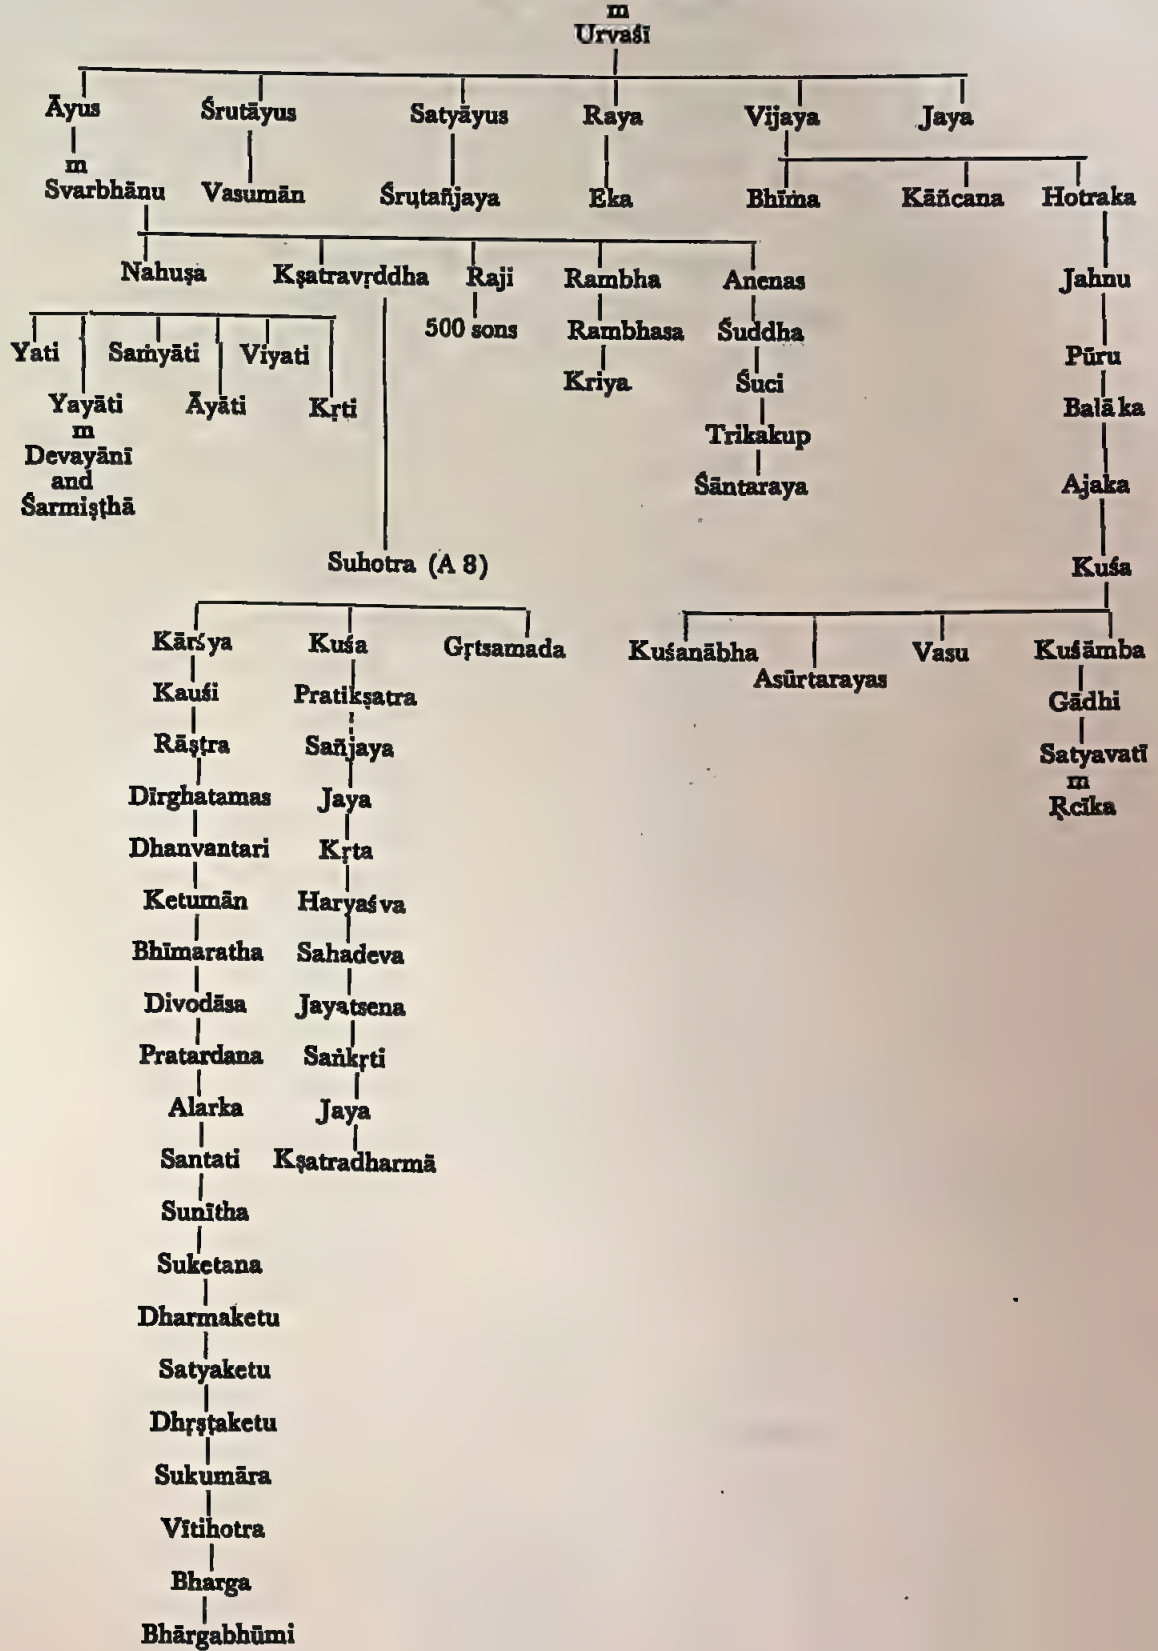 m
Urvaśī
Āyus Śrutāyus Satyāyus Raya Vijaya Jaya
m
Svarbhānu Vasumān Śruṭañjaya Eka Bhīma Kāñcana Hotraka
Nahuṣa Kṣatravṛddha Raji Rambha Anenas Jahnu
500 sons Rambhasa Śuddha
Yati Saṁyāti Viyati Pūru
Yayāti Āyāti Kṛti Kriya Śuci Balāka
m
Devayānī Trikakup
and
Śarmiṣṭhā Śāntaraya Ajaka
Suhotra (A 8) Kuśa
Kārśya Kuśa Gṛtsamada Kuśanābha Vasu Kuśāmba
Asūrtarayas
Kauśi Pratikṣatra Gādhi
Rāṣṭra Sañjaya Satyavatī
m
Dīrghatamas Jaya Ṛcīka
Dhanvantari Kṛta
Ketumān Haryaśva
Bhīmaratha Sahadeva
Divodāsa Jayatsena
Pratardana Saṅkṛti
Alarka Jaya
Santati Kṣatradharmā
Sunītha
Suketana
Dharmaketu
Satyaketu
Dhṛṣṭaketu
Sukumāra
Vītihotra
Bharga
Bhārgabhūmi